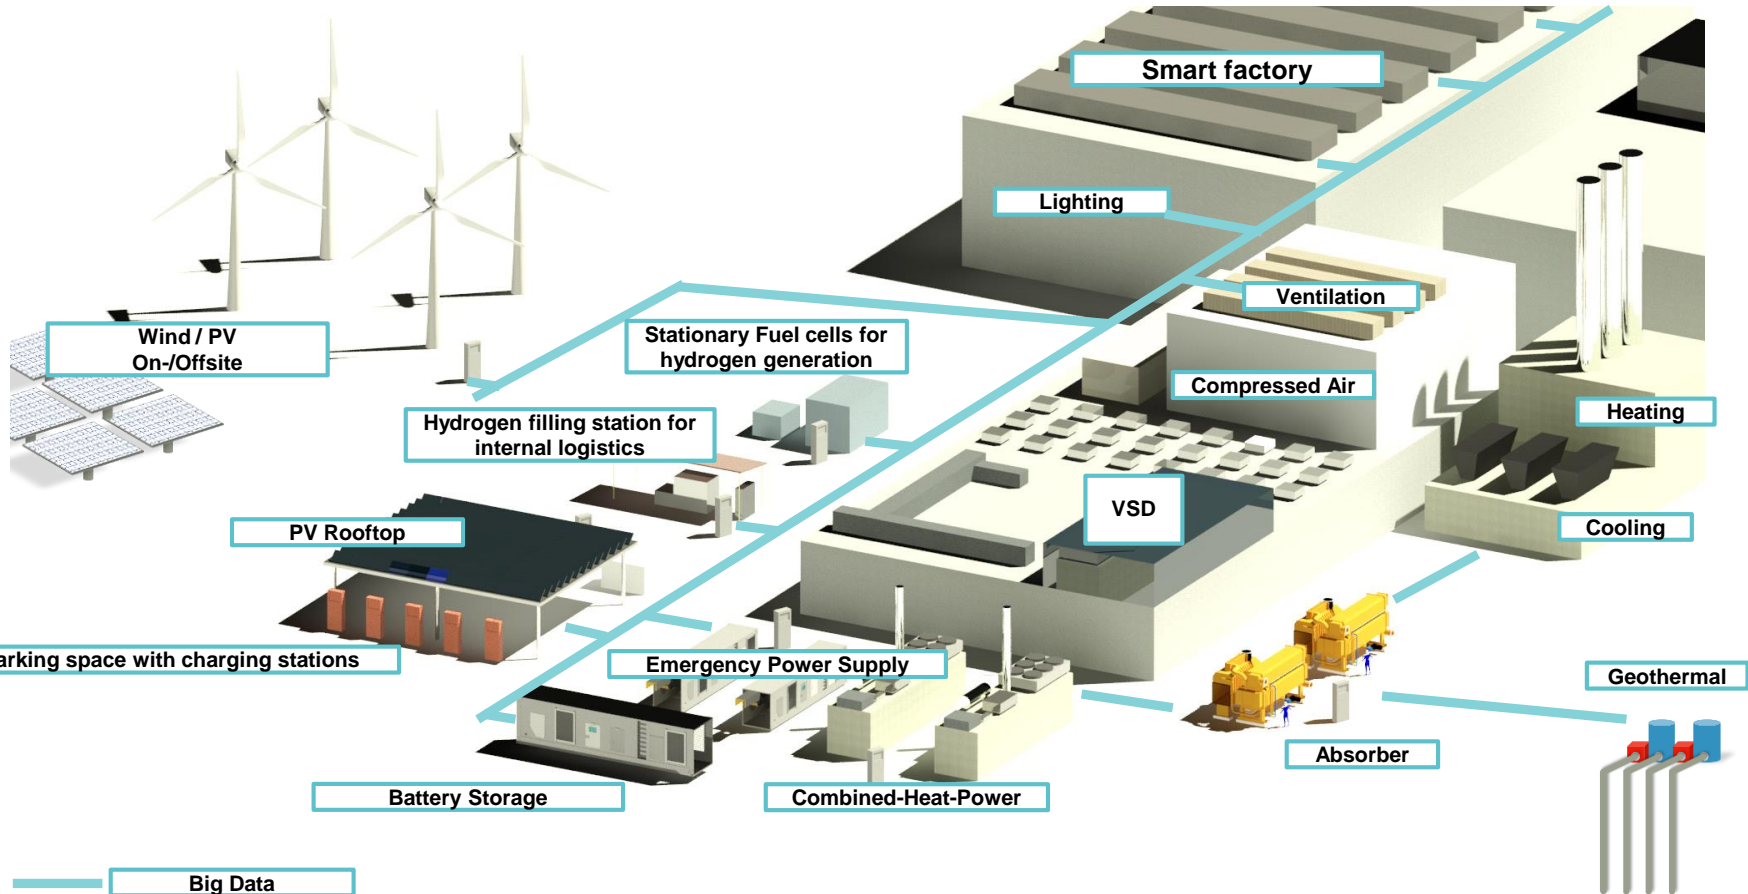 Smart factory
Lighting
Ventilation
Wind / PV
On-/Offsite
Stationary Fuel cells for
hydrogen generation
Compressed Air
Heating
Hydrogen filling station for
internal logistics
VSD
PV Rooftop
Cooling
arking space with charging stations
Emergency Power Supply
Geothermal
Absorber
Battery Storage
Combined-Heat-Power
Big Data